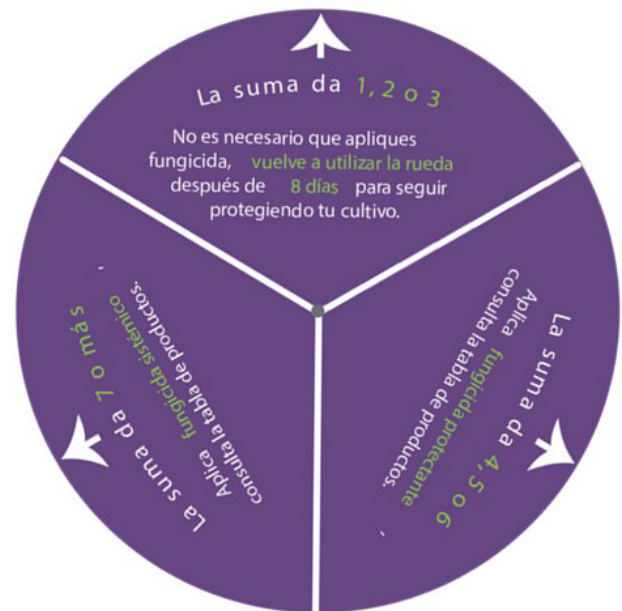 La suma da 1, 2 o 3
No es necesario que apliques
fungicida, vuelve a utilizar la rueda
después de 8 días para seguir
protegiendo tu cultivo.
La suma da 4, 5 o 6
Aplica fungicida protectante
consulta la tabla de productos.
La suma da 7 o más
Aplica fungicida sistémico,
consulta la tabla de productos.